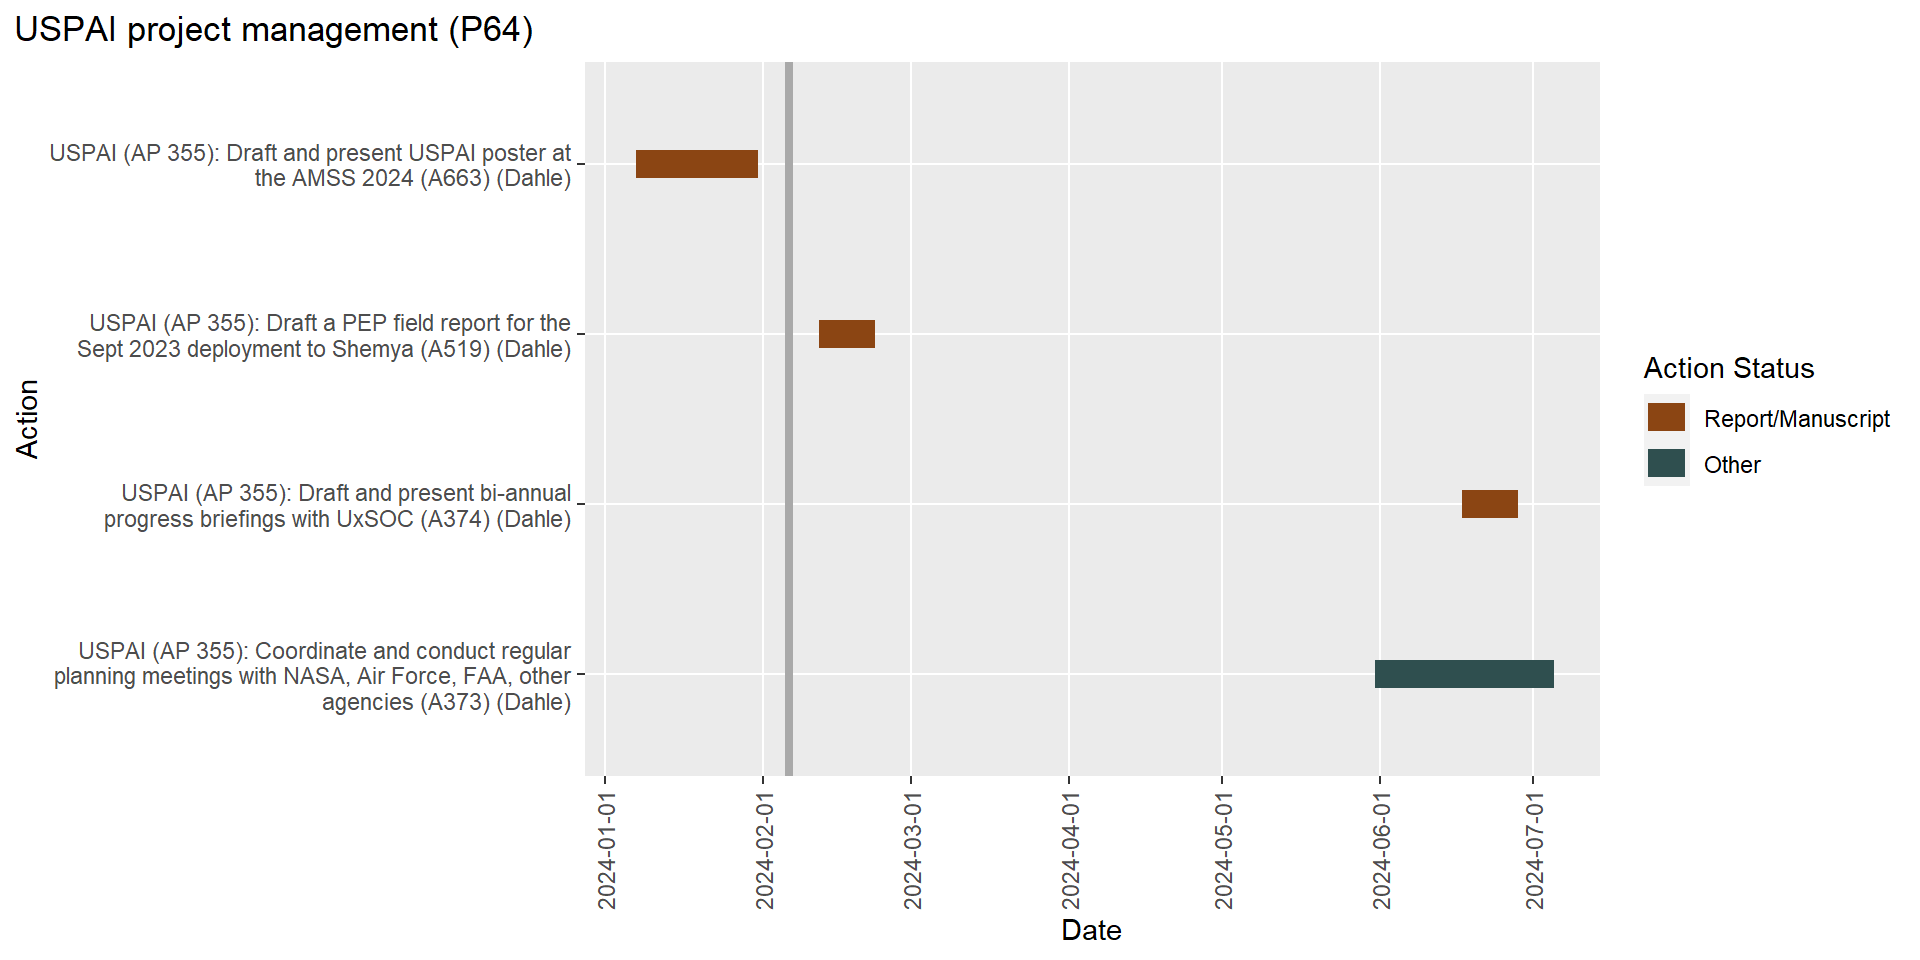 USPAI project management (P64)
USPAI (AP 355): Draft and present USPAI poster at
the AMSS 2024 (A663) (Dahle)
USPAI (AP 355): Draft a PEP field report for the
Sept 2023 deployment to Shemya (A519) (Dahle)
USPAI (AP 355): Draft and present bi-annual
progress briefings with UxSOC (A374) (Dahle)
USPAI (AP 355): Coordinate and conduct regular
planning meetings with NASA, Air Force, FAA, other
agencies (A373) (Dahle)
Action
2024-01-01
2024-02-01
2024-03-01
2024-04-01
2024-05-01
2024-06-01
2024-07-01
Date
Action Status
Report/Manuscript
Other